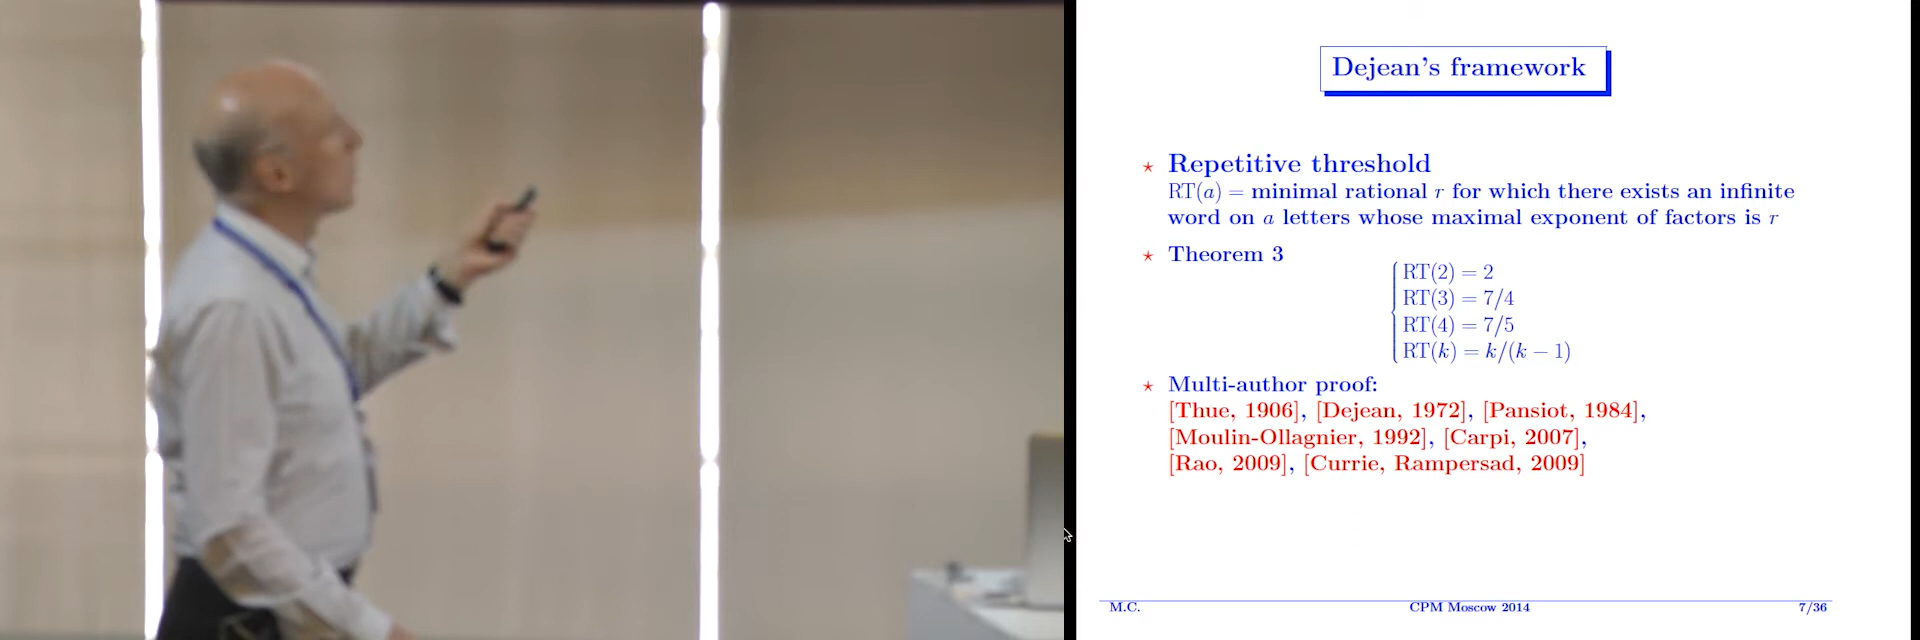 Dejean's framework
⋆ Repetitive threshold
RT(a) = minimal rational r for which there exists an infinite
word on a letters whose maximal exponent of factors is r
⋆ Theorem 3
RT(2) = 2
RT(3) = 7/4
RT(4) = 7/5
RT(k) = k/(k − 1)
⋆ Multi-author proof:
[Thue, 1906], [Dejean, 1972], [Pansiot, 1984],
[Moulin-Ollagnier, 1992], [Carpi, 2007],
[Rao, 2009], [Currie, Rampersad, 2009]
M.C. CPM Moscow 2014 7/36